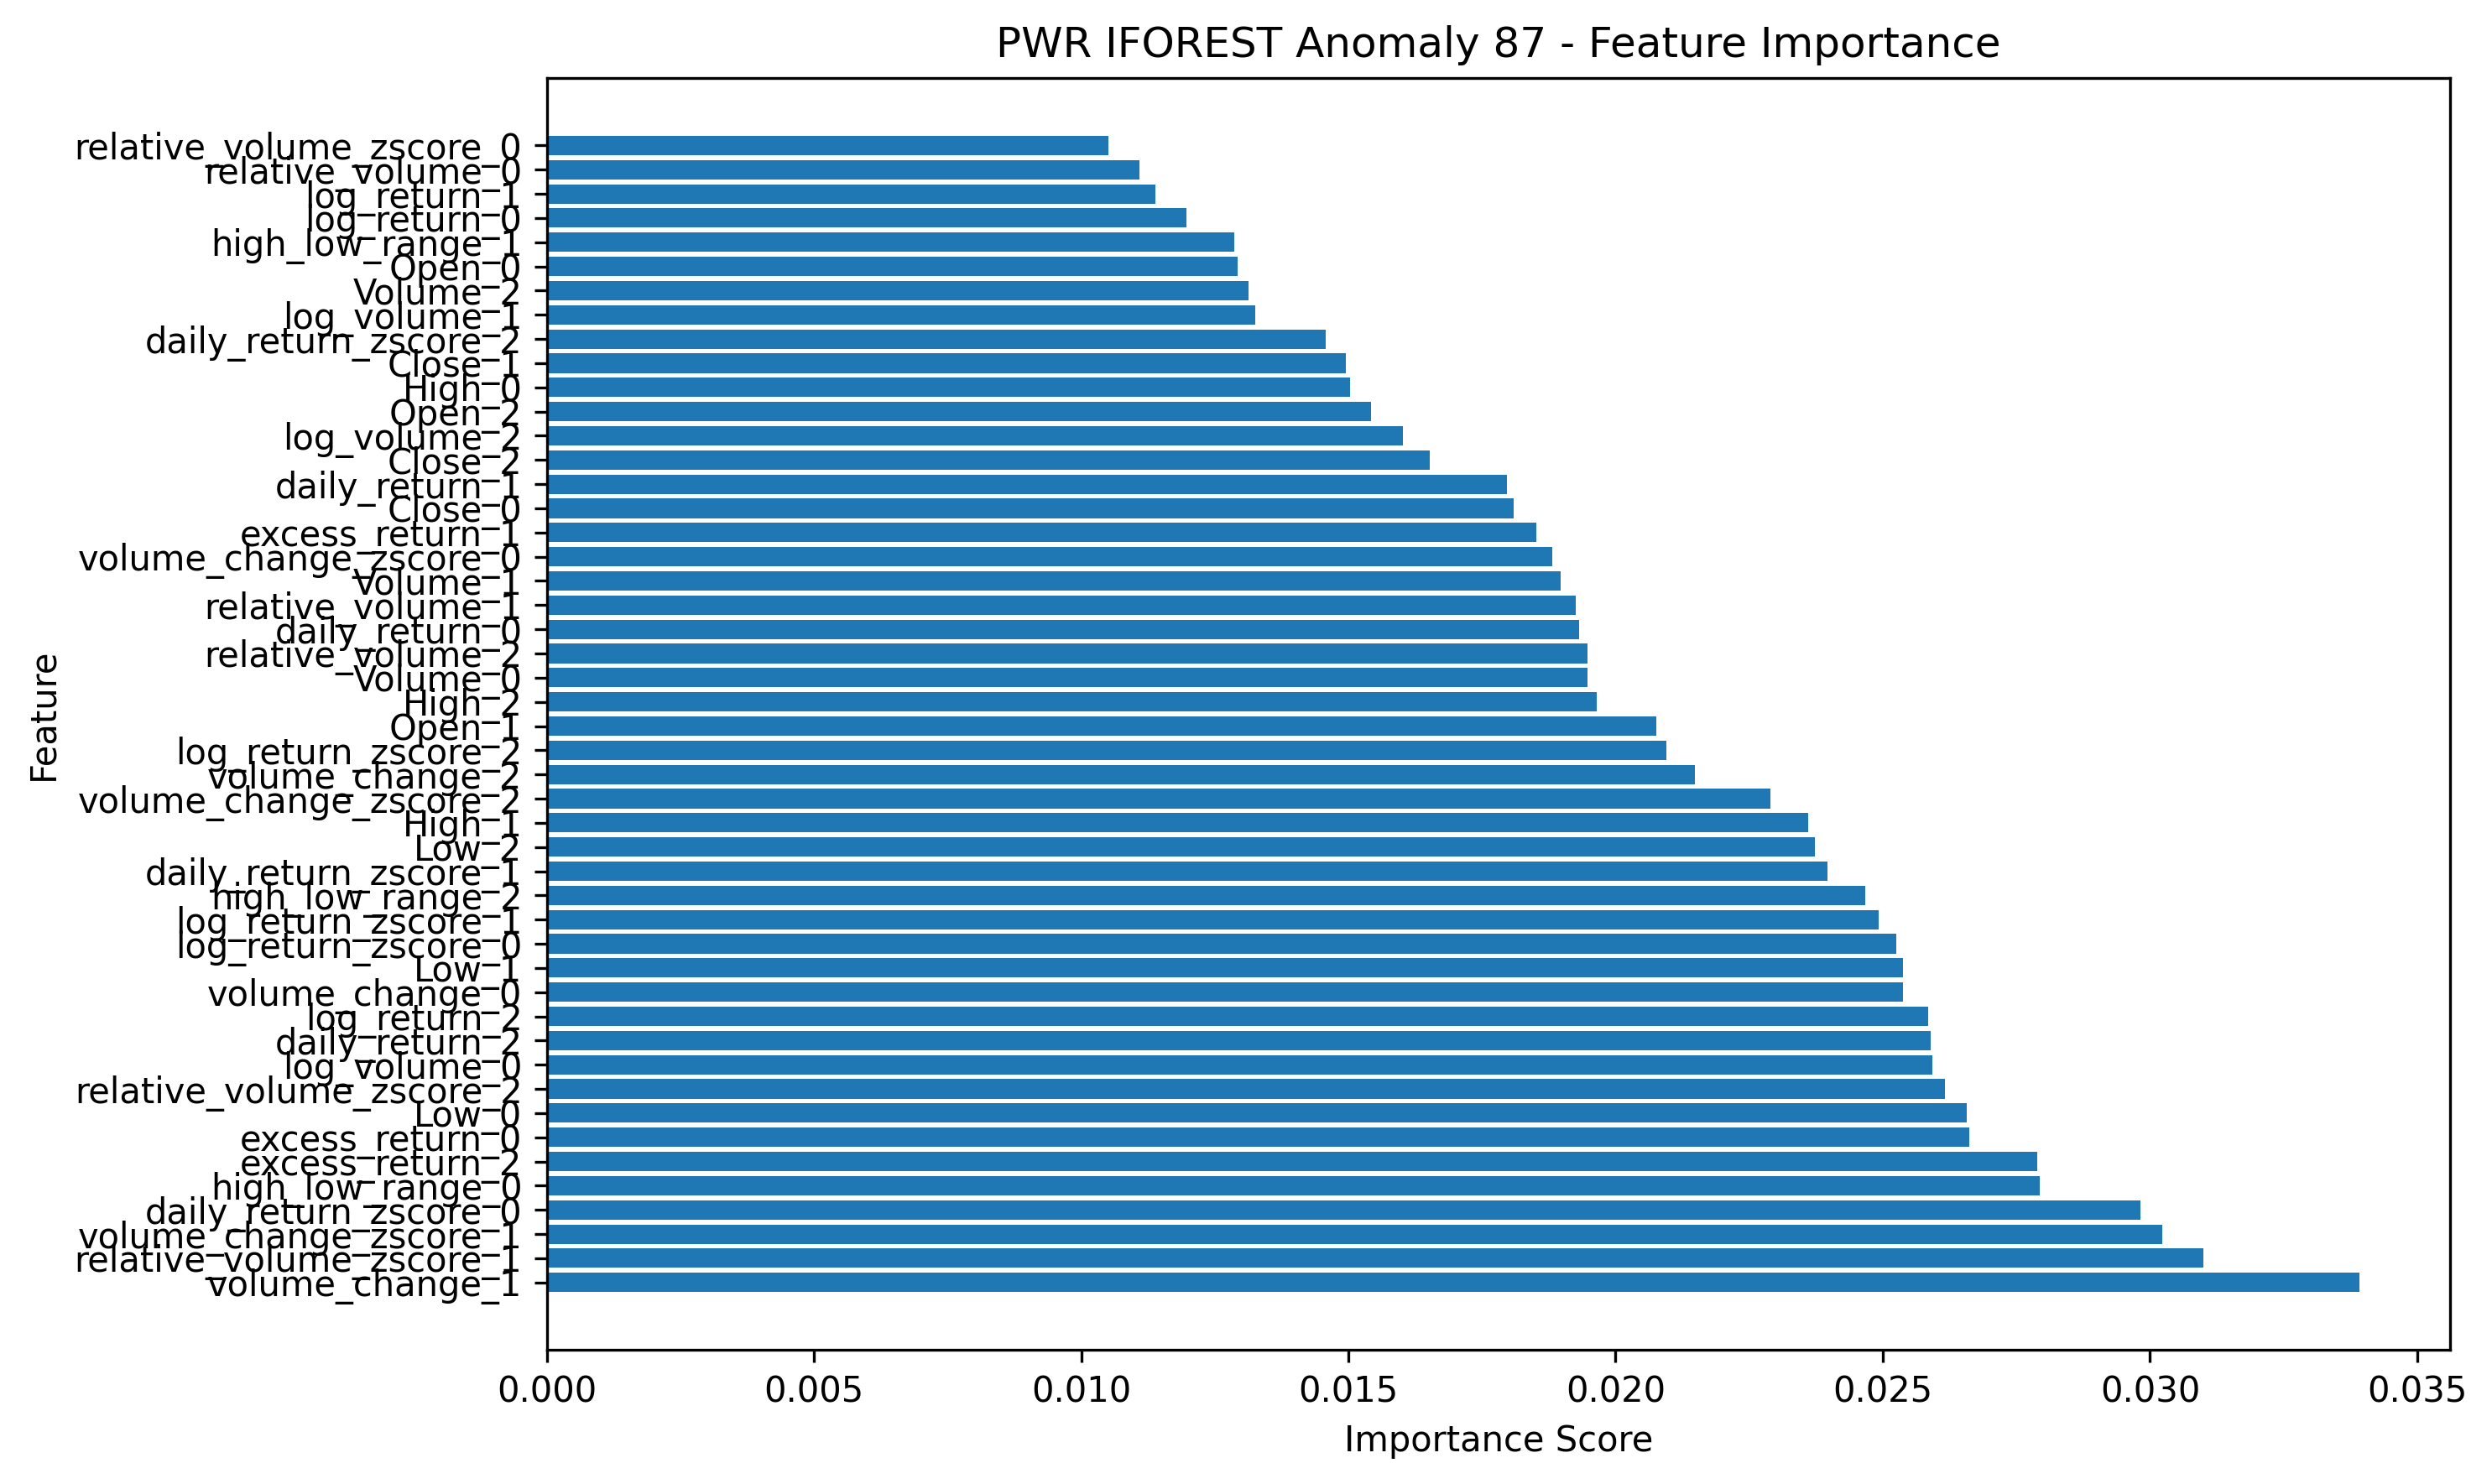 PWR IFOREST Anomaly 87 - Feature Importance
relative_volume_zscore_0
relative_volume_0
log_return_1
log_return_0
high_low_range_1
Open_0
Volume_2
log_volume_1
daily_return_zscore_2
Close_1
High_0
Open_2
log_volume_2
Close_2
daily_return_1
Close_0
excess_return_1
volume_change_zscore_0
Volume_1
relative_volume_1
daily_return_0
relative_volume_2
Volume_0
High_2
Open_1
log_return_zscore_2
volume_change_2
volume_change_zscore_2
High_1
Low_2
daily_return_zscore_1
high_low_range_2
log_return_zscore_1
log_return_zscore_0
Low_1
volume_change_0
log_return_2
daily_return_2
log_volume_0
relative_volume_zscore_2
Low_0
excess_return_0
excess_return_2
high_low_range_0
daily_return_zscore_0
volume_change_zscore_1
relative_volume_zscore_1
volume_change_1
Feature
0.000 0.005 0.010 0.015 0.020 0.025 0.030 0.035
Importance Score